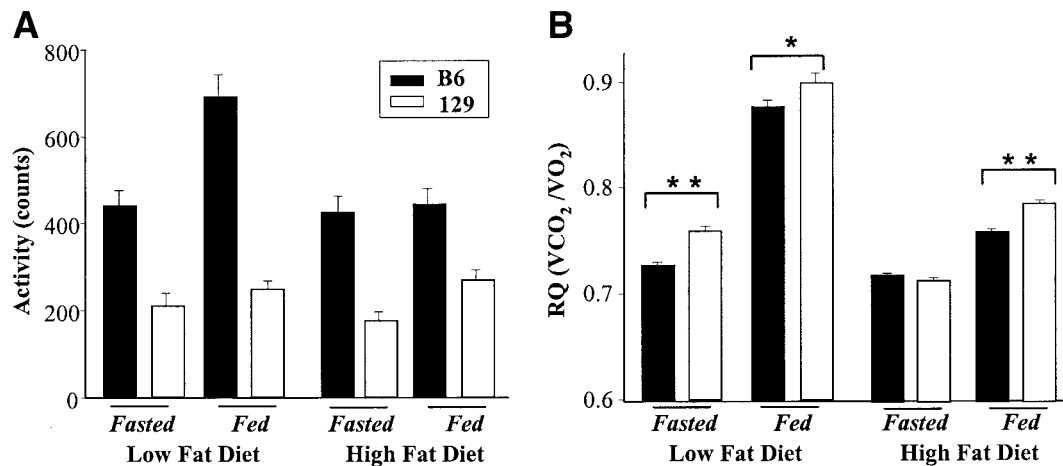 A
Activity (counts)
800
600
400
200
0
B6
129
Fasted
Fed
Fasted
Fed
Low Fat Diet
High Fat Diet
B
RQ (VCO₂ /VO₂)
0.9
0.8
0.7
0.6
* *
*
* *
Fasted
Fed
Fasted
Fed
Low Fat Diet
High Fat Diet